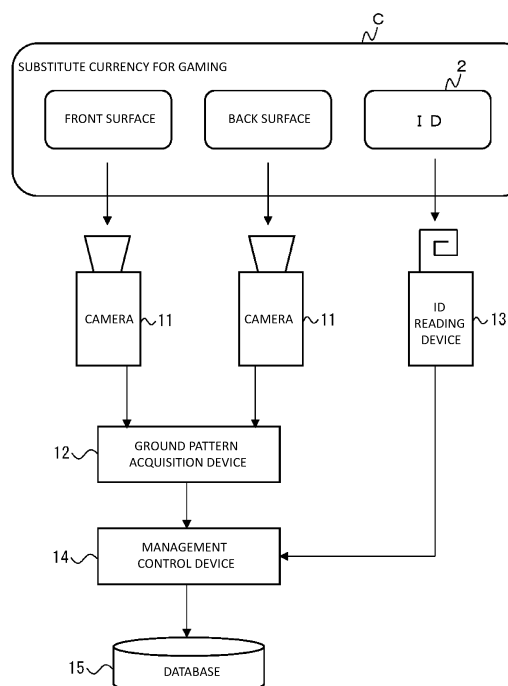 C
SUBSTITUTE CURRENCY FOR GAMING
2
FRONT SURFACE
BACK SURFACE
I D
CAMERA
11
CAMERA
11
ID
READING
DEVICE
13
12
GROUND PATTERN
ACQUISITION DEVICE
14
MANAGEMENT
CONTROL DEVICE
15
DATABASE